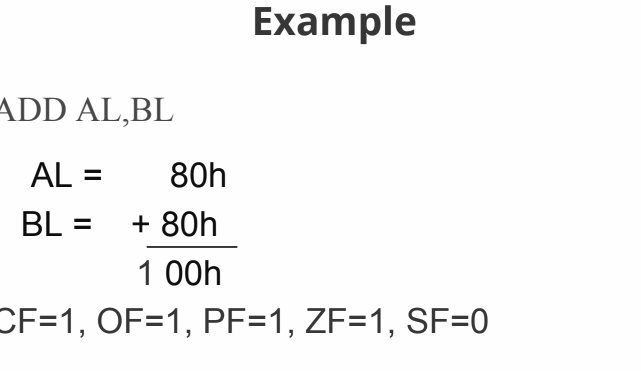 Example
ADD AL,BL
AL = 80h
BL = + 80h
1 00h
CF=1, OF=1, PF=1, ZF=1, SF=0